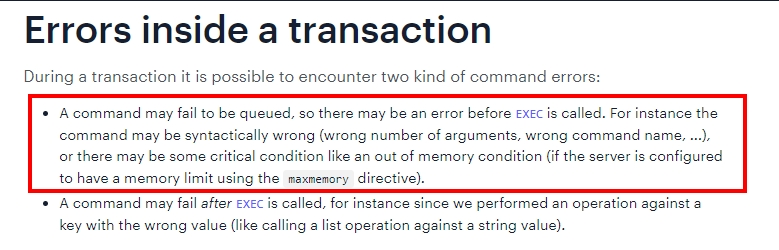 Errors inside a transaction
During a transaction it is possible to encounter two kind of command errors:
• A command may fail to be queued, so there may be an error before EXEC is called. For instance the
command may be syntactically wrong (wrong number of arguments, wrong command name, ...),
or there may be some critical condition like an out of memory condition (if the server is configured
to have a memory limit using the maxmemory directive).
• A command may fail after EXEC is called, for instance since we performed an operation against a
key with the wrong value (like calling a list operation against a string value).